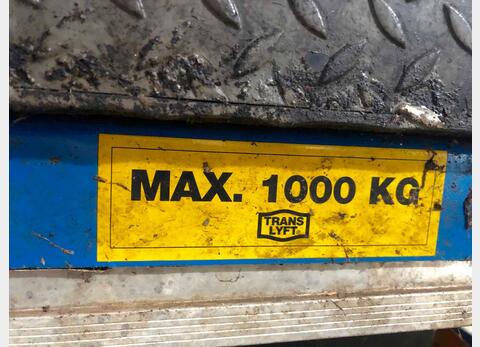 MAX. 1000 KG
TRANS
LYFT